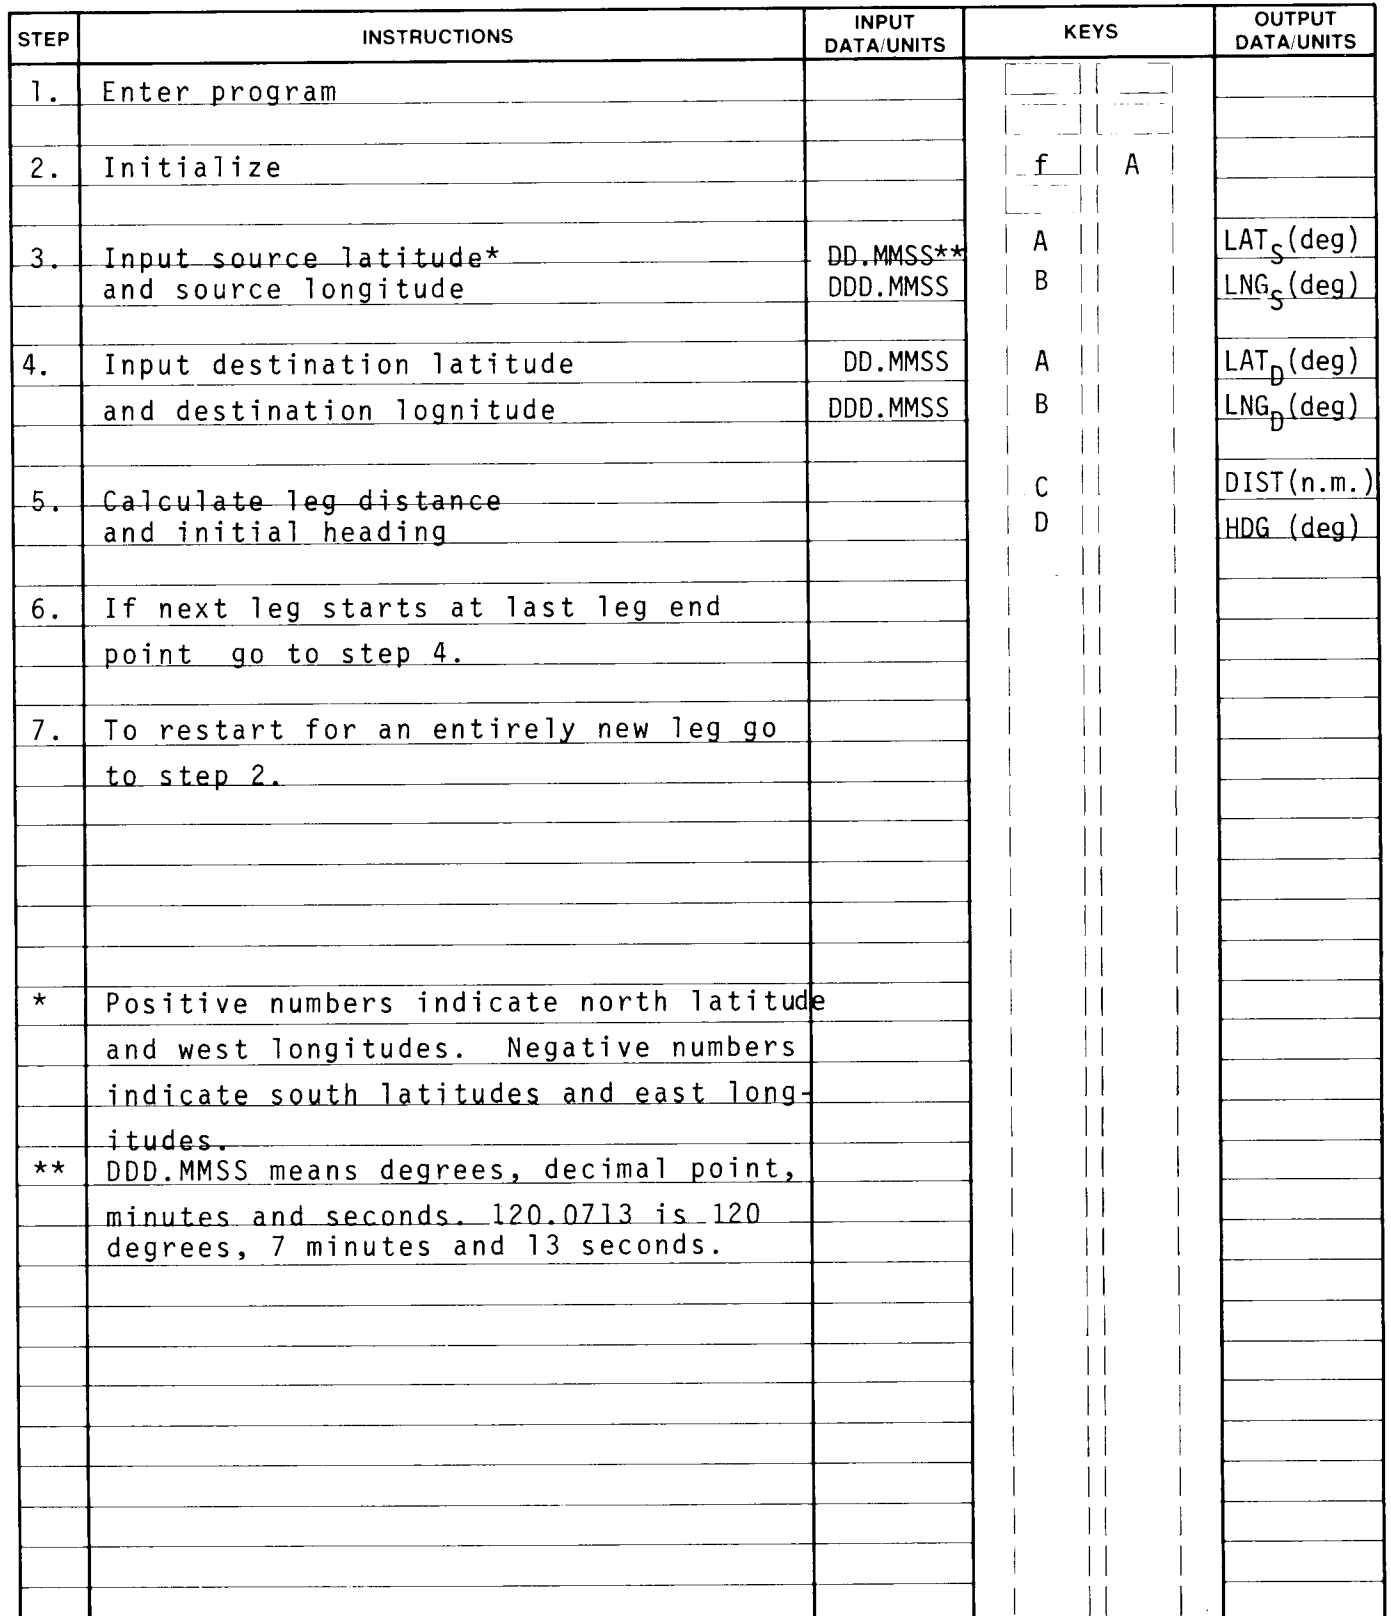 STEP INSTRUCTIONS INPUT DATA/UNITS KEYS OUTPUT DATA/UNITS
1. Enter program
2. Initialize f A
3. Input source latitude* DD.MMSS** A LATS(deg)
and source longitude DDD.MMSS B LNGS(deg)
4. Input destination latitude DD.MMSS A LATD(deg)
and destination lognitude DDD.MMSS B LNGD(deg)
5. Calculate leg distance C DIST(n.m.)
and initial heading D HDG (deg)
6. If next leg starts at last leg end
point go to step 4.
7. To restart for an entirely new leg go
to step 2.
* Positive numbers indicate north latitude
and west longitudes. Negative numbers
indicate south latitudes and east long-
itudes.
** DDD.MMSS means degrees, decimal point,
minutes and seconds. 120.0713 is 120
degrees, 7 minutes and 13 seconds.